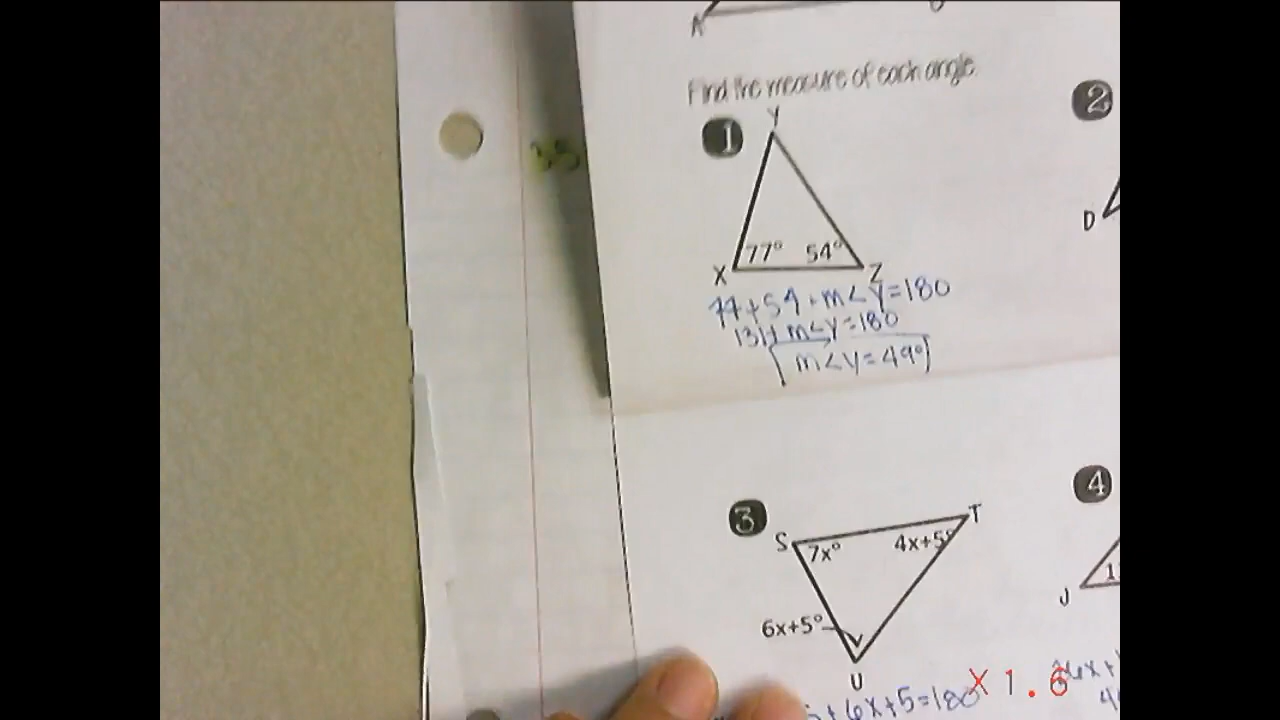 Find the measure of each angle.
1
2
Y
77° 54°
X Z
D
77+54+m<Y=180
131+m<Y=180
m<Y=49°
3
4
S T
7x° 4x+5°
J
6x+5°
U
+6x+5=180
X1.6